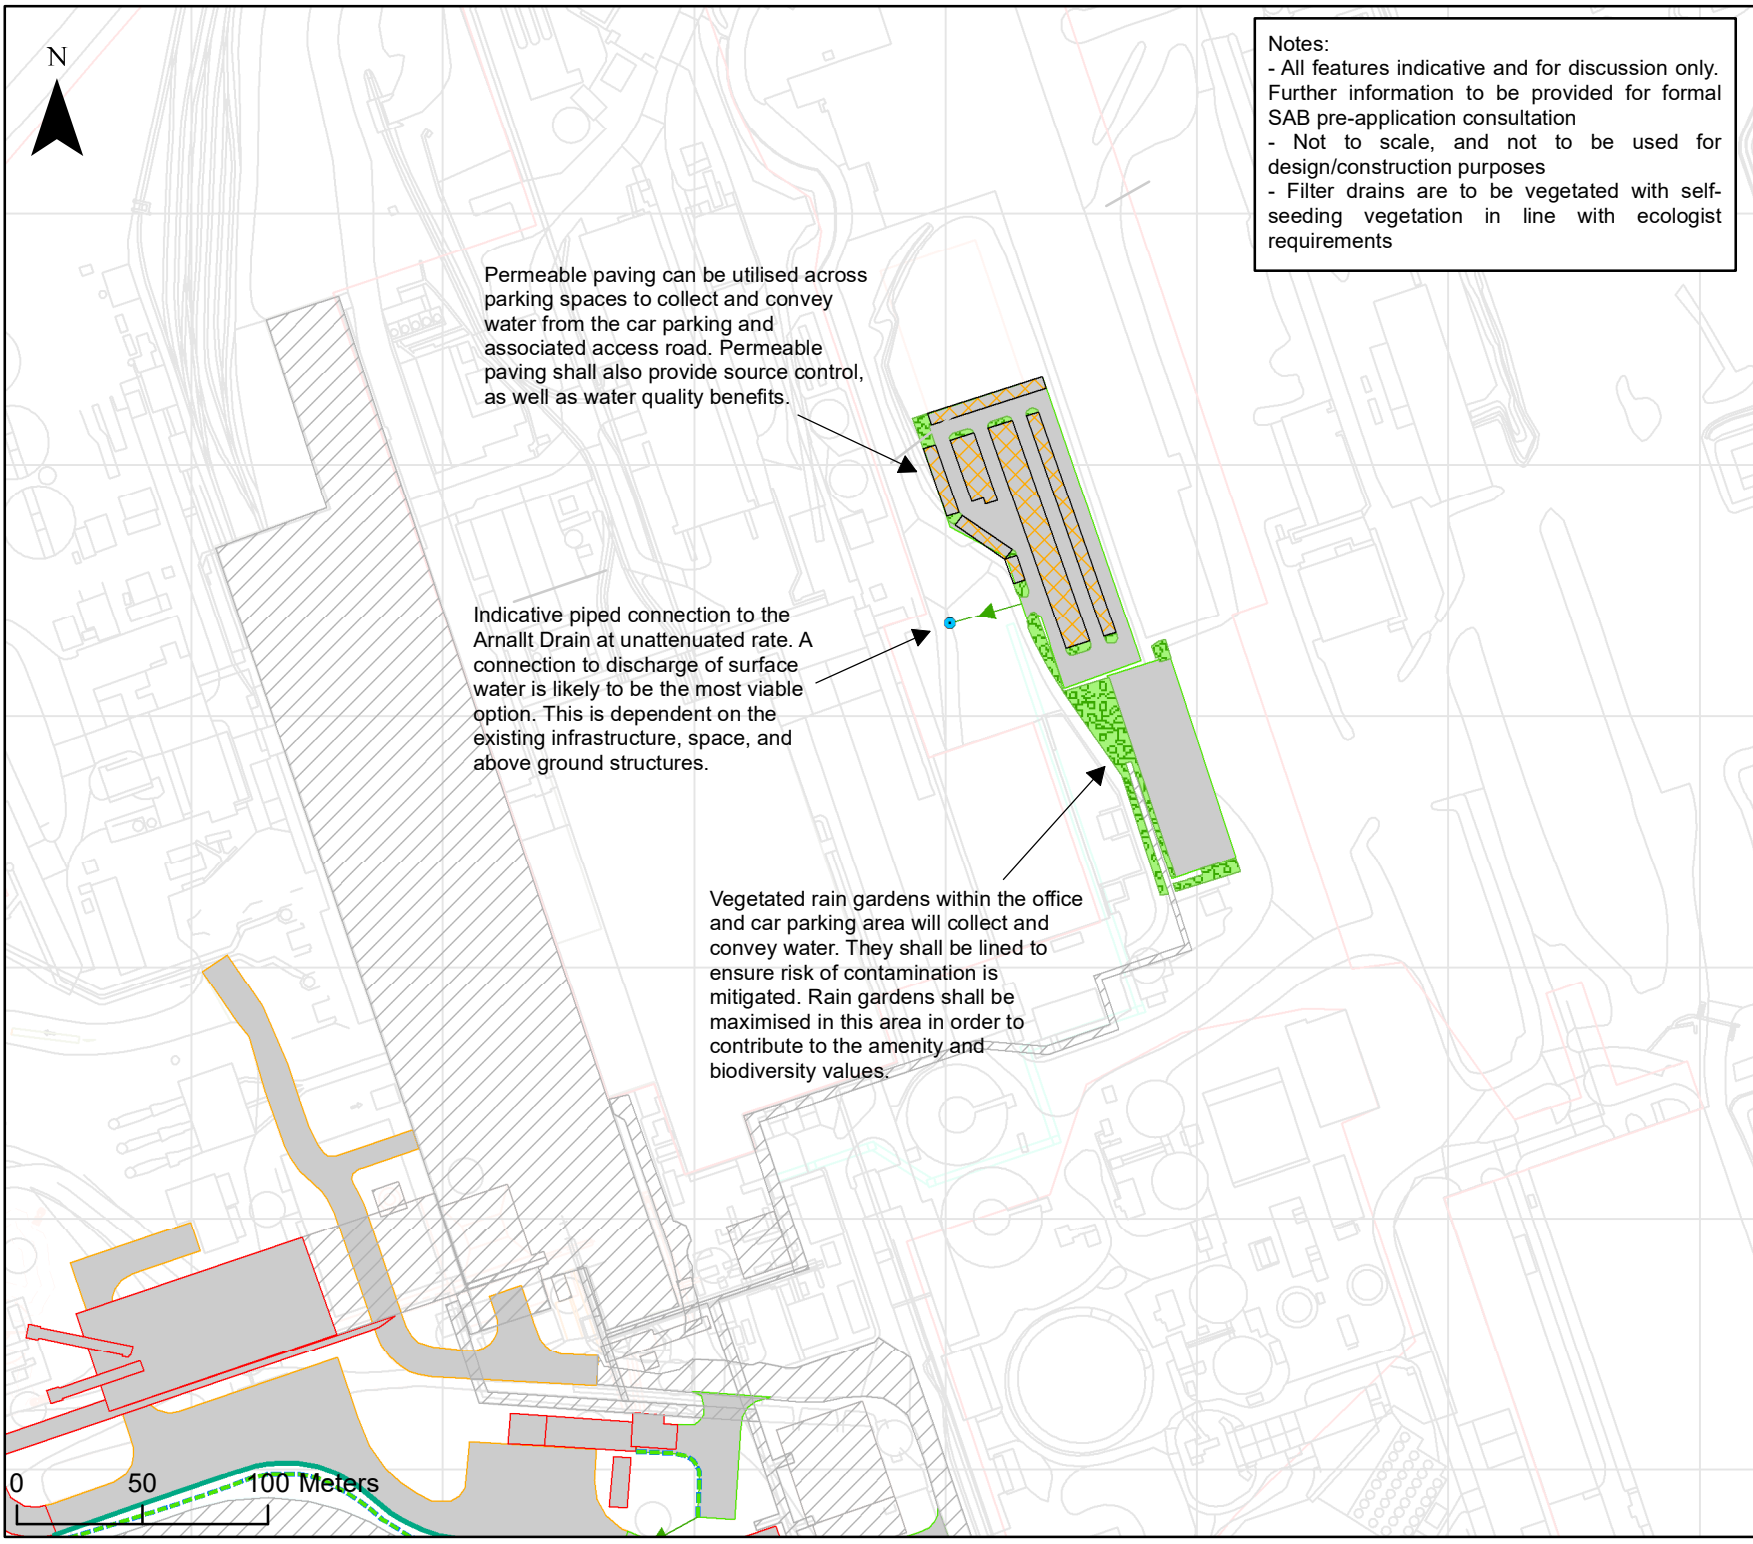 N
Notes:
- All features indicative and for discussion only.
Further information to be provided for formal
SAB pre-application consultation
- Not to scale, and not to be used for
design/construction purposes
- Filter drains are to be vegetated with self-
seeding vegetation in line with ecologist
requirements
Permeable paving can be utilised across
parking spaces to collect and convey
water from the car parking and
associated access road. Permeable
paving shall also provide source control,
as well as water quality benefits.
Indicative piped connection to the
Arnallt Drain at unattenuated rate. A
connection to discharge of surface
water is likely to be the most viable
option. This is dependent on the
existing infrastructure, space, and
above ground structures.
Vegetated rain gardens within the office
and car parking area will collect and
convey water. They shall be lined to
ensure risk of contamination is
mitigated. Rain gardens shall be
maximised in this area in order to
contribute to the amenity and
biodiversity values.
0 50 100 Meters